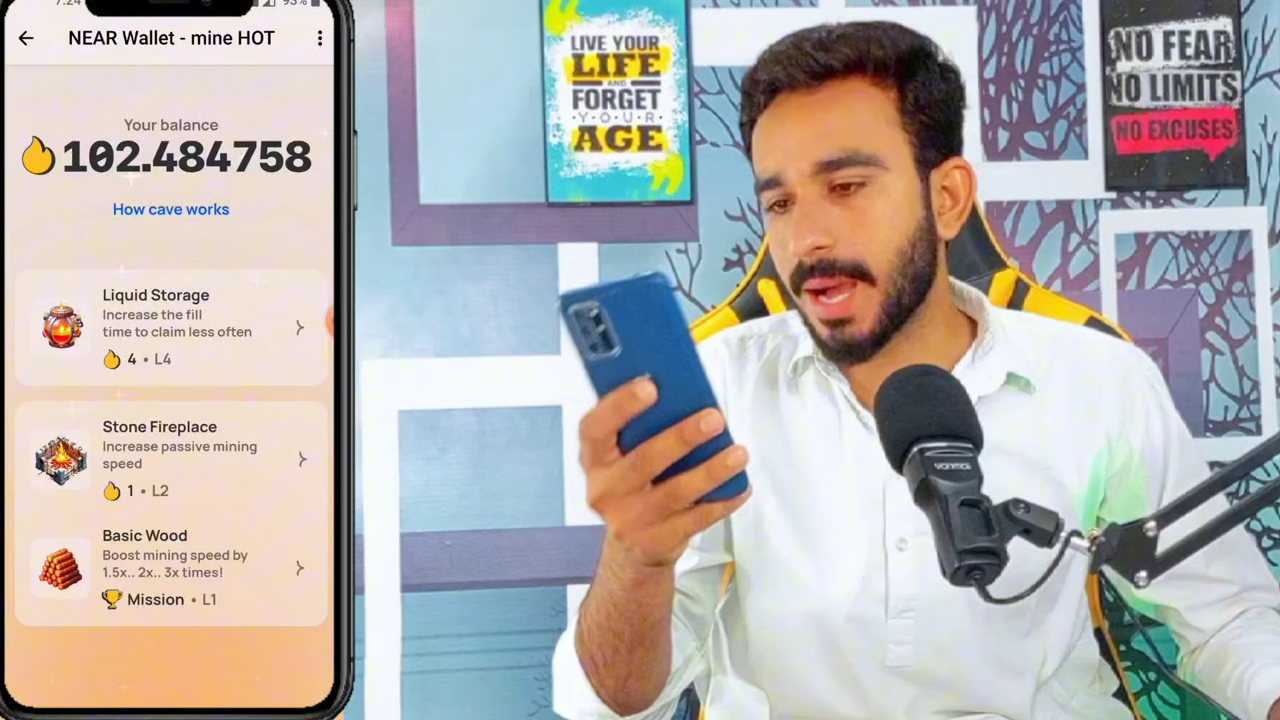 7:24
93%
NEAR Wallet - mine HOT
Your balance
102.484758
How cave works
Liquid Storage
Increase the fill
time to claim less often
4 • L4
Stone Fireplace
Increase passive mining
speed
1 • L2
Basic Wood
Boost mining speed by
1.5x.. 2x.. 3x times!
Mission • L1
LIVE YOUR
LIFE
AND
FORGET
YOUR
AGE
NO FEAR
NO LIMITS
NO EXCUSES